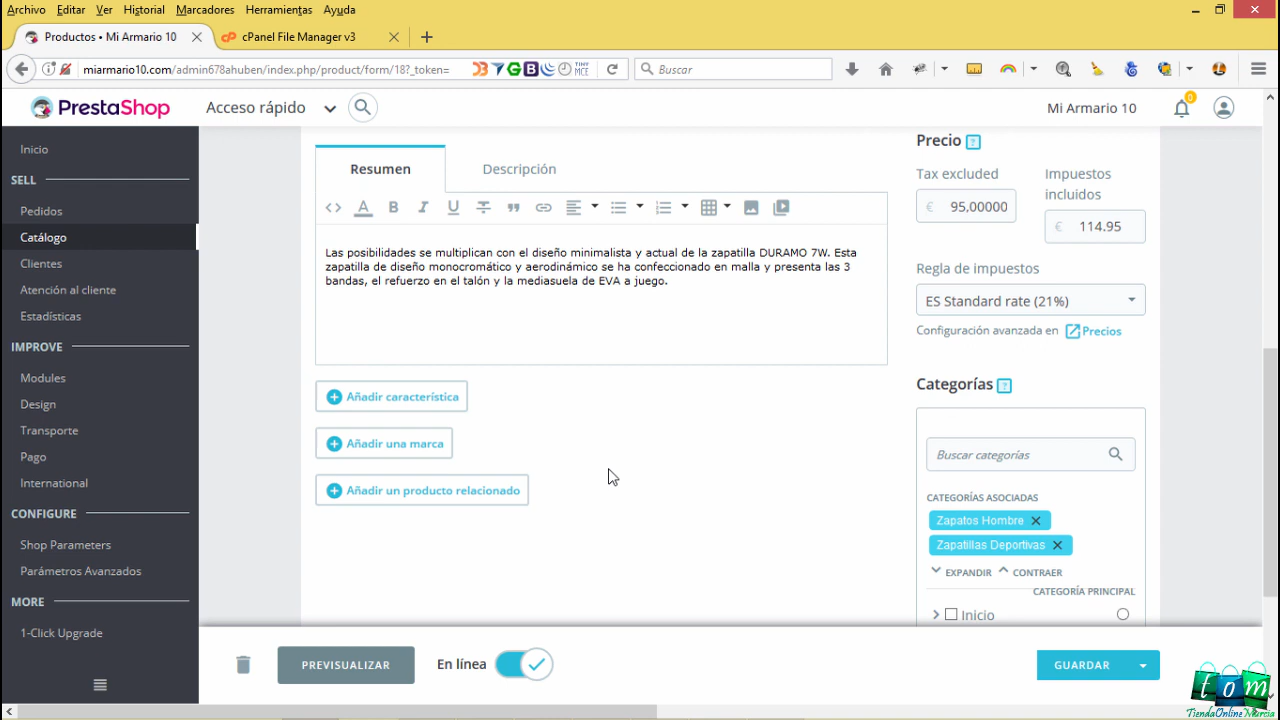 Archivo Editar Ver Historial Marcadores Herramientas Ayuda
Productos • Mi Armario 10
cPanel File Manager v3
miarmario10.com/admin678ahuben/index.php/product/form/18?_token=
TINY MCE
Buscar
PrestaShop
Acceso rápido
Mi Armario 10
0
Inicio
SELL
Pedidos
Catálogo
Clientes
Atención al cliente
Estadísticas
IMPROVE
Modules
Design
Transporte
Pago
International
CONFIGURE
Shop Parameters
Parámetros Avanzados
MORE
1-Click Upgrade
Resumen
Descripción
Las posibilidades se multiplican con el diseño minimalista y actual de la zapatilla DURAMO 7W. Esta
zapatilla de diseño monocromático y aerodinámico se ha confeccionado en malla y presenta las 3
bandas, el refuerzo en el talón y la mediasuela de EVA a juego.
Añadir característica
Añadir una marca
Añadir un producto relacionado
Precio ?
Tax excluded
Impuestos
incluidos
€ 95,00000
€ 114.95
Regla de impuestos
ES Standard rate (21%)
Configuración avanzada en Precios
Categorías ?
Buscar categorías
CATEGORÍAS ASOCIADAS
Zapatos Hombre
Zapatillas Deportivas
EXPANDIR CONTRAER
CATEGORÍA PRINCIPAL
Inicio
PREVISUALIZAR
En línea
GUARDAR
tom
TiendaOnlineMurcia